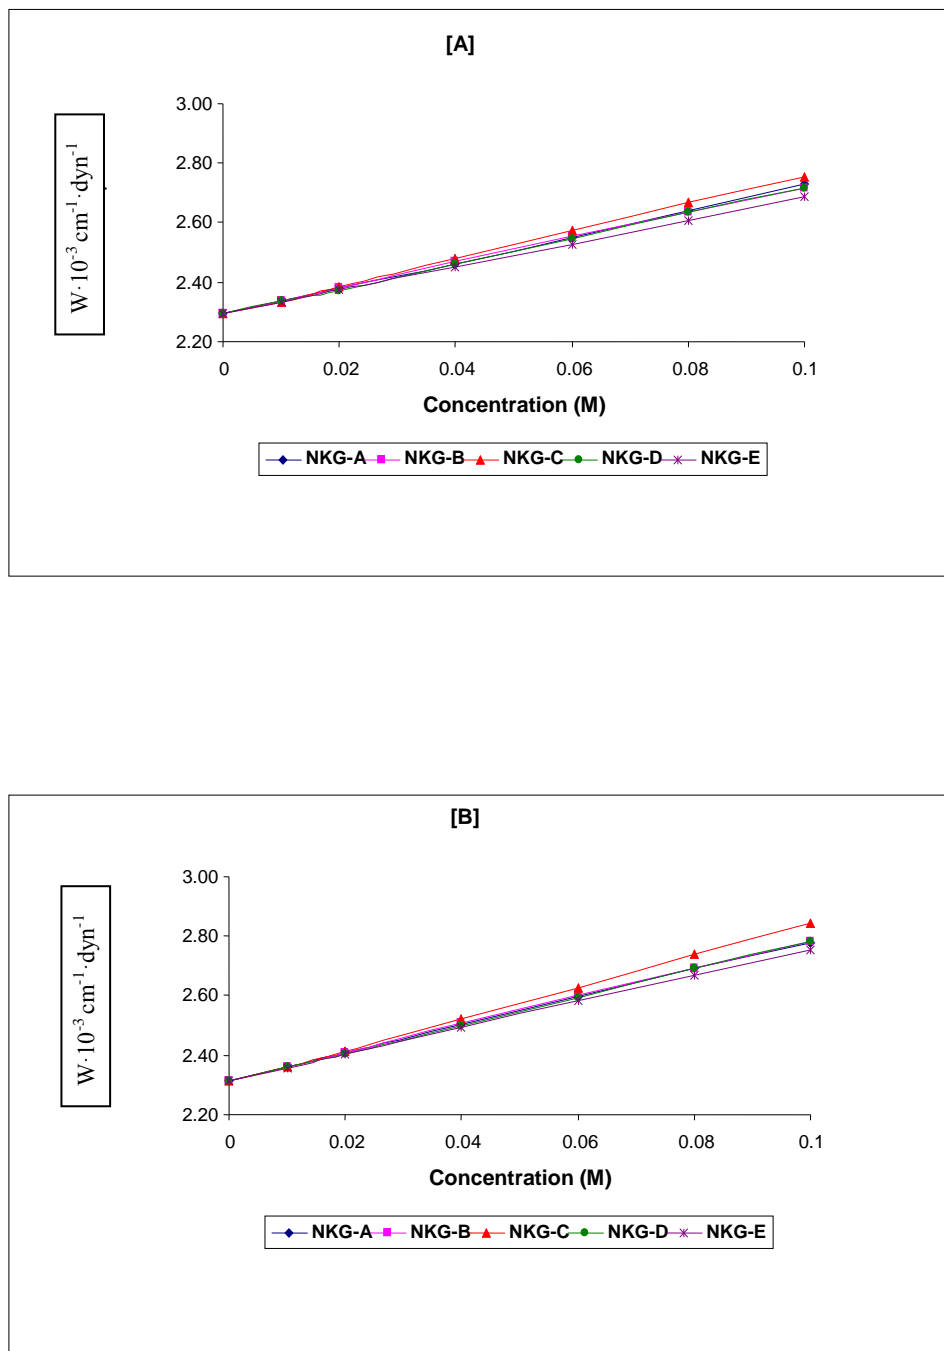 [A]
W·10⁻³ cm⁻¹·dyn⁻¹
3.00
2.80
2.60
2.40
2.20
0 0.02 0.04 0.06 0.08 0.1
Concentration (M)
NKG-A NKG-B NKG-C NKG-D NKG-E
[B]
W·10⁻³ cm⁻¹·dyn⁻¹
3.00
2.80
2.60
2.40
2.20
0 0.02 0.04 0.06 0.08 0.1
Concentration (M)
NKG-A NKG-B NKG-C NKG-D NKG-E